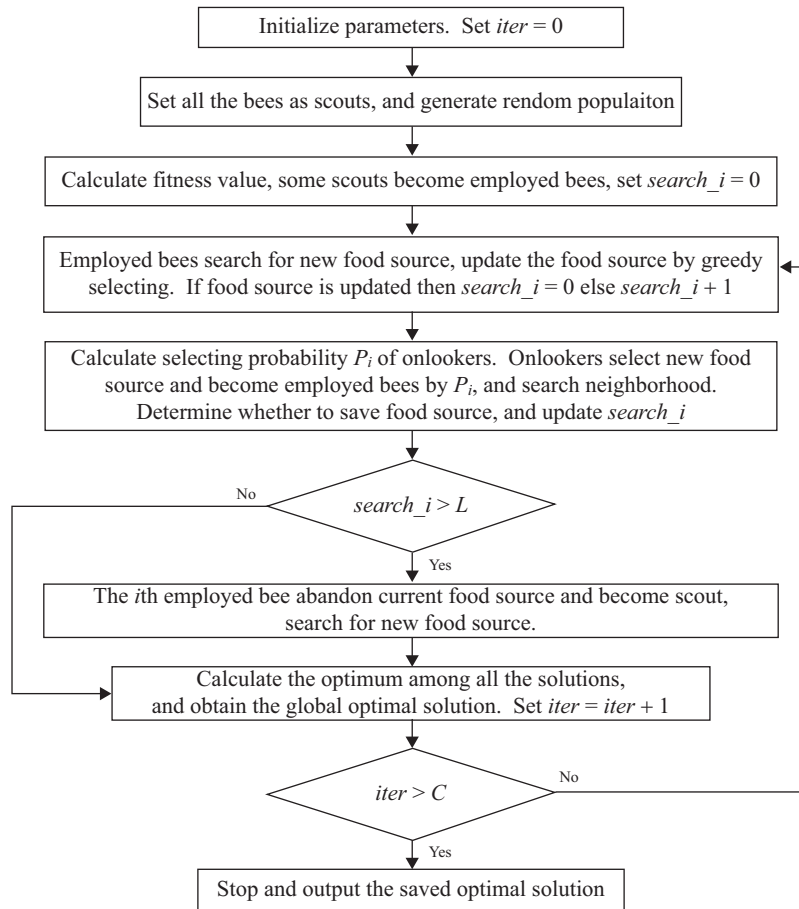 Initialize parameters. Set iter = 0
Set all the bees as scouts, and generate rendom populaiton
Calculate fitness value, some scouts become employed bees, set search_i = 0
Employed bees search for new food source, update the food source by greedy
selecting. If food source is updated then search_i = 0 else search_i + 1
Calculate selecting probability P_i of onlookers. Onlookers select new food
source and become employed bees by P_i, and search neighborhood.
Determine whether to save food source, and update search_i
No
search_i > L
Yes
The ith employed bee abandon current food source and become scout,
search for new food source.
Calculate the optimum among all the solutions,
and obtain the global optimal solution. Set iter = iter + 1
No
iter > C
Yes
Stop and output the saved optimal solution